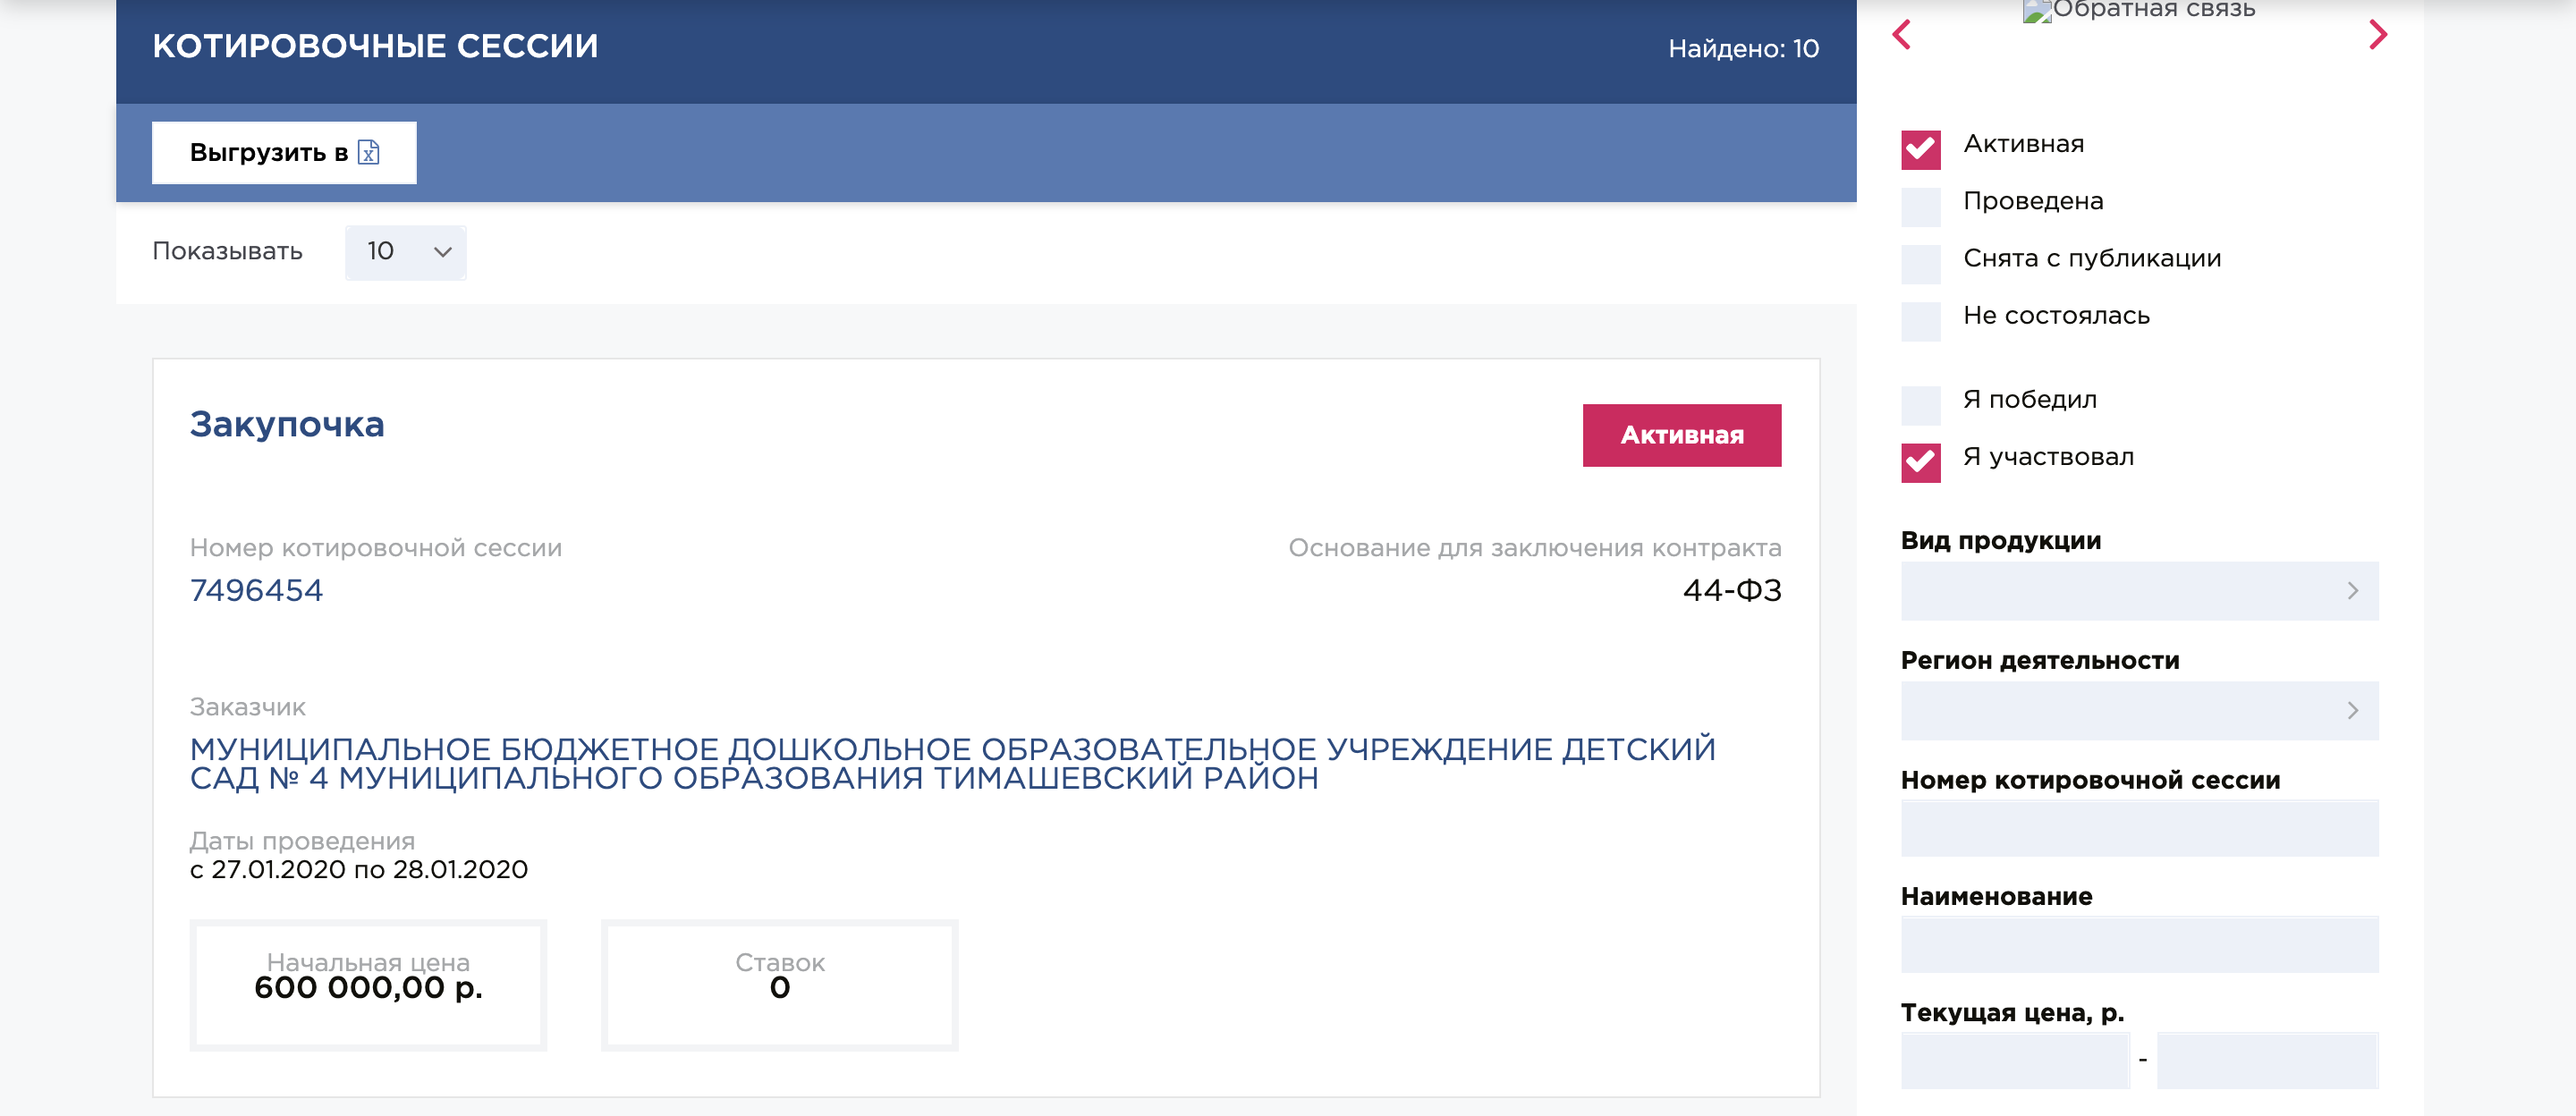 КОТИРОВОЧНЫЕ СЕССИИ
Найдено: 10
Выгрузить в
Показывать
10
Закупочка
Активная
Номер котировочной сессии
7496454
Основание для заключения контракта
44-ФЗ
Заказчик
МУНИЦИПАЛЬНОЕ БЮДЖЕТНОЕ ДОШКОЛЬНОЕ ОБРАЗОВАТЕЛЬНОЕ УЧРЕЖДЕНИЕ ДЕТСКИЙ
САД № 4 МУНИЦИПАЛЬНОГО ОБРАЗОВАНИЯ ТИМАШЕВСКИЙ РАЙОН
Даты проведения
с 27.01.2020 по 28.01.2020
Начальная цена
600 000,00 р.
Ставок
0
Обратная связь
Активная
Проведена
Снята с публикации
Не состоялась
Я победил
Я участвовал
Вид продукции
Регион деятельности
Номер котировочной сессии
Наименование
Текущая цена, р.
-